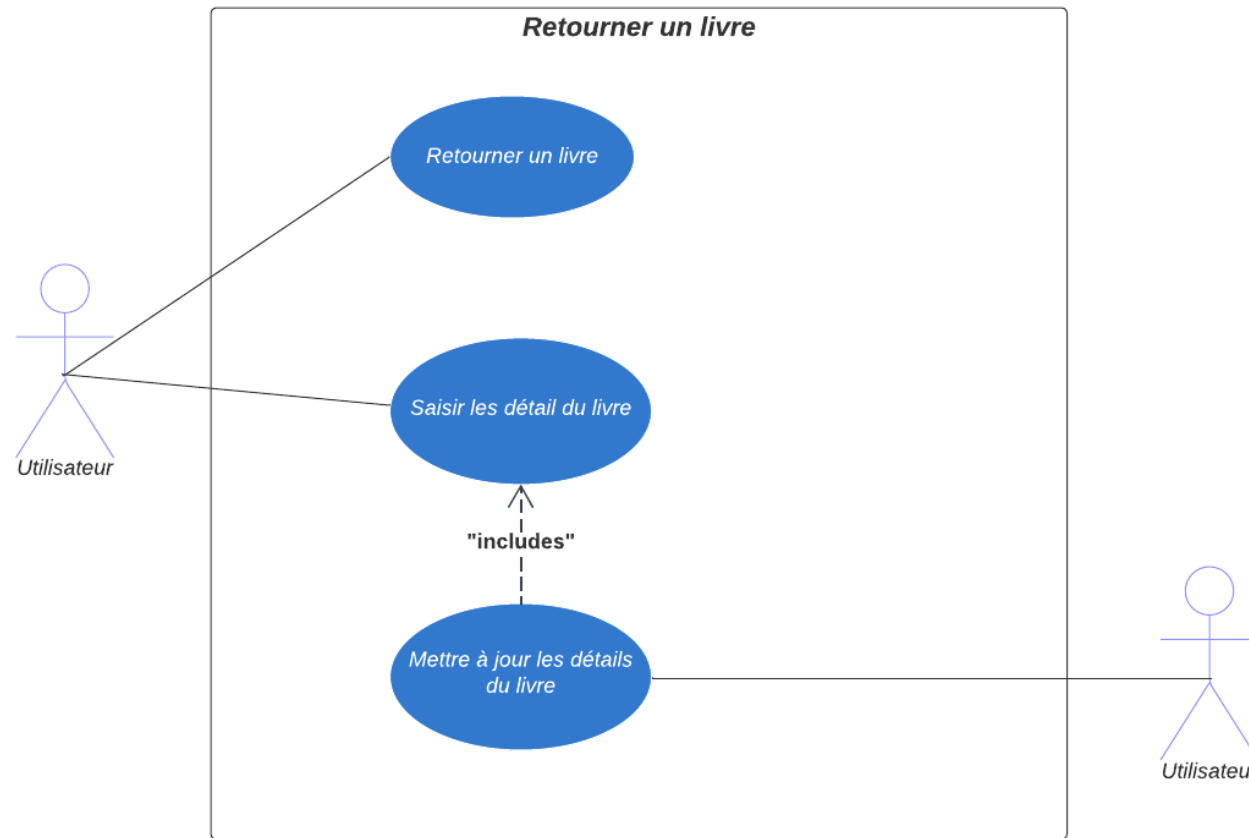 Retourner un livre
Retourner un livre
Saisir les détail du livre
Utilisateur
"includes"
Mettre à jour les détails
du livre
Utilisateu